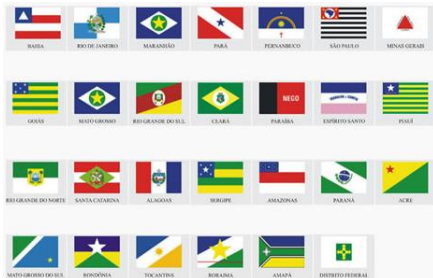 BAHIA RIO DE JANEIRO MARANHÃO PARÁ PERNAMBUCO SÃO PAULO MINAS GERAIS
NEGO
GOIÁS MATO GROSSO RIO GRANDE DO SUL CEARÁ PARAÍBA ESPÍRITO SANTO PIAUÍ
RIO GRANDE DO NORTE SANTA CATARINA ALAGOAS SERGIPE AMAZONAS PARANÁ ACRE
MATO GROSSO DO SUL RONDÔNIA TOCANTINS RORAIMA AMAPÁ DISTRITO FEDERAL